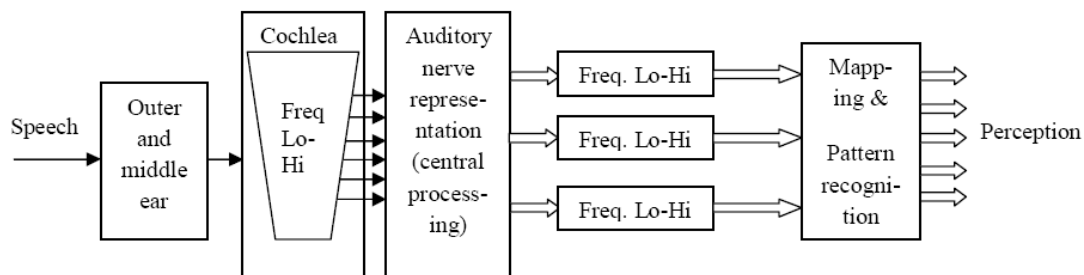 Speech
Outer
and
middle
ear
Cochlea
Freq
Lo-
Hi
Auditory
nerve
represe-
ntation
(central
process-
ing)
Freq. Lo-Hi
Freq. Lo-Hi
Freq. Lo-Hi
Mapp-
ing &
Pattern
recogni-
tion
Perception